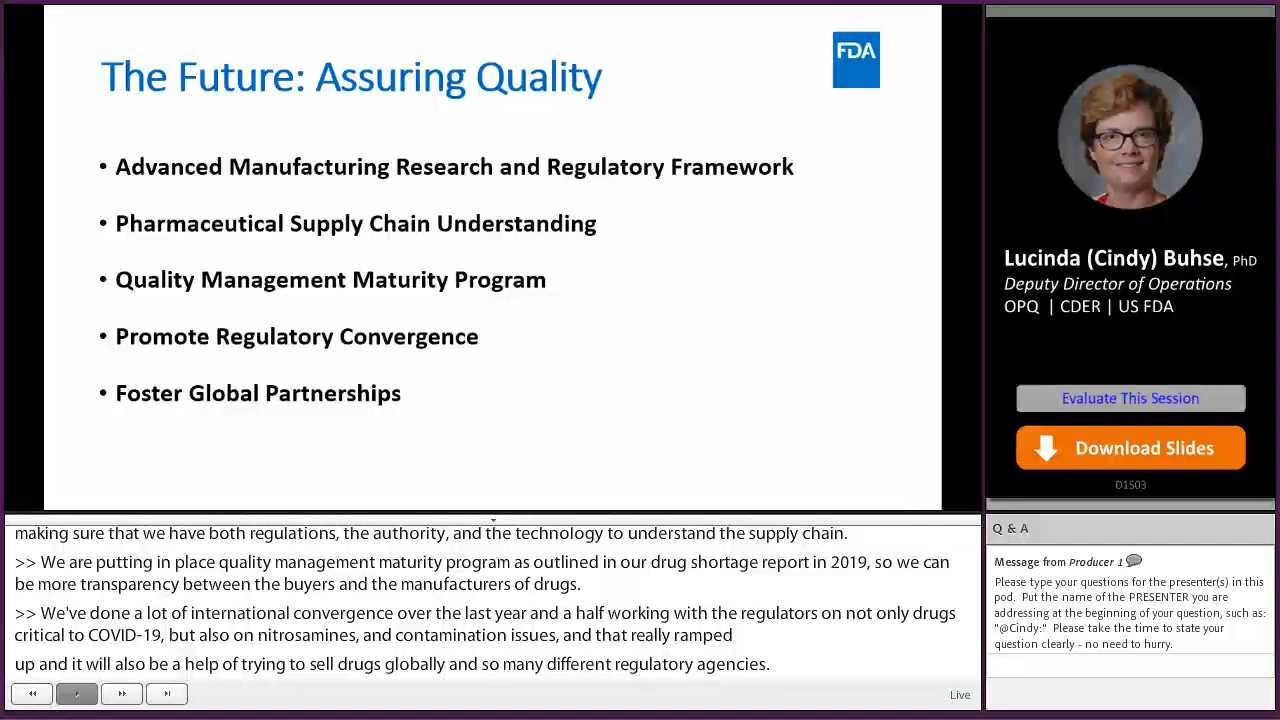 The Future: Assuring Quality
FDA
• Advanced Manufacturing Research and Regulatory Framework
• Pharmaceutical Supply Chain Understanding
• Quality Management Maturity Program
• Promote Regulatory Convergence
• Foster Global Partnerships
Lucinda (Cindy) Buhse, PhD
Deputy Director of Operations
OPQ | CDER | US FDA
Evaluate This Session
Download Slides
D1S03
making sure that we have both regulations, the authority, and the technology to understand the supply chain.
>> We are putting in place quality management maturity program as outlined in our drug shortage report in 2019, so we can
be more transparency between the buyers and the manufacturers of drugs.
>> We've done a lot of international convergence over the last year and a half working with the regulators on not only drugs
critical to COVID-19, but also on nitrosamines, and contamination issues, and that really ramped
up and it will also be a help of trying to sell drugs globally and so many different regulatory agencies.
Live
Q & A
Message from Producer 1
Please type your questions for the presenter(s) in this
pod. Put the name of the PRESENTER you are
addressing at the beginning of your question, such as:
"@Cindy:" Please take the time to state your
question clearly - no need to hurry.